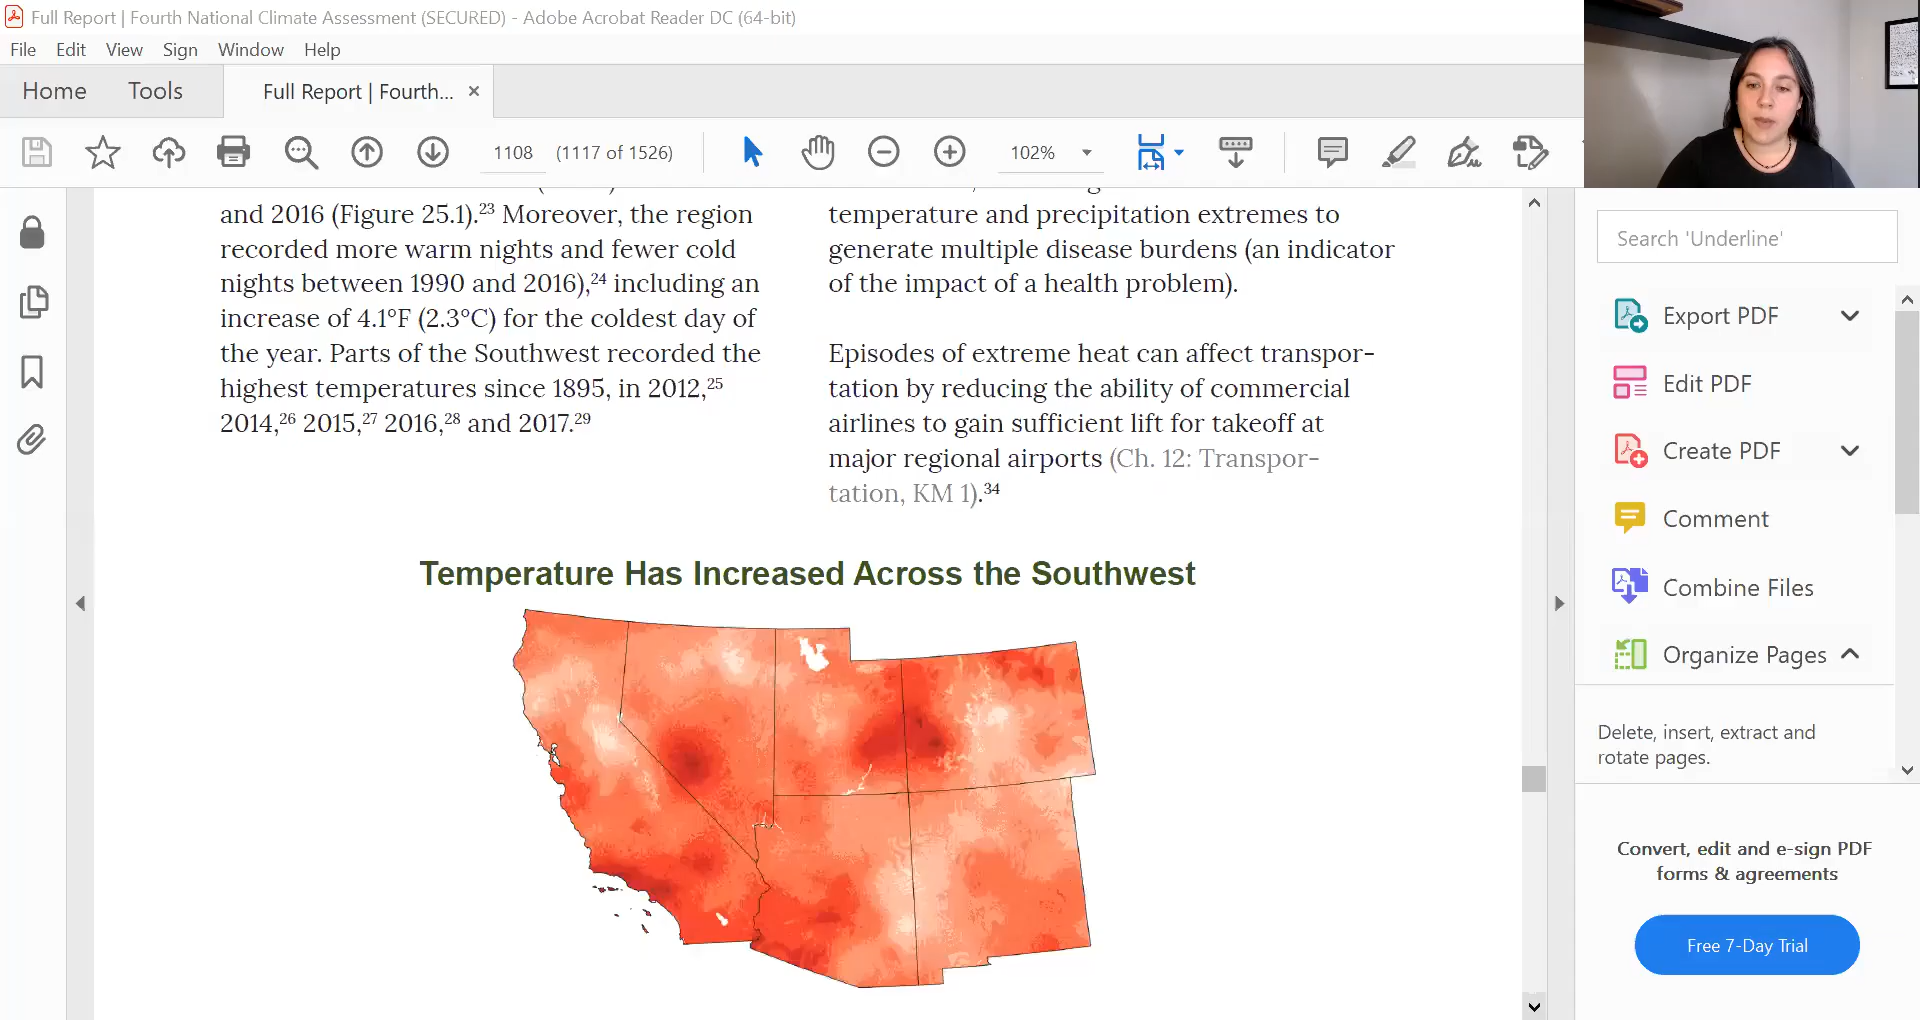 Full Report | Fourth National Climate Assessment (SECURED) - Adobe Acrobat Reader DC (64-bit)
File Edit View Sign Window Help
Home Tools Full Report | Fourth... ×
1108 (1117 of 1526) 102%
and 2016 (Figure 25.1).23 Moreover, the region
recorded more warm nights and fewer cold
nights between 1990 and 2016),24 including an
increase of 4.1°F (2.3°C) for the coldest day of
the year. Parts of the Southwest recorded the
highest temperatures since 1895, in 2012,25
2014,26 2015,27 2016,28 and 2017.29
temperature and precipitation extremes to
generate multiple disease burdens (an indicator
of the impact of a health problem).
Episodes of extreme heat can affect transpor-
tation by reducing the ability of commercial
airlines to gain sufficient lift for takeoff at
major regional airports (Ch. 12: Transpor-
tation, KM 1).34
Temperature Has Increased Across the Southwest
Search 'Underline'
Export PDF
Edit PDF
Create PDF
Comment
Combine Files
Organize Pages
Delete, insert, extract and
rotate pages.
Convert, edit and e-sign PDF
forms & agreements
Free 7-Day Trial